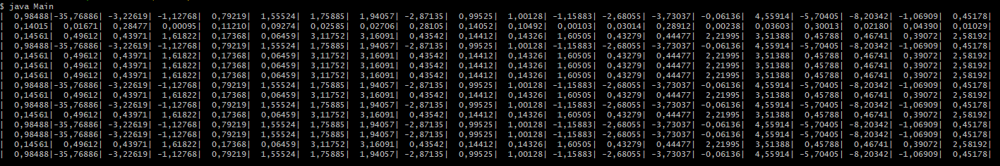 $ java Main
| 0,98488|-35,76886| -3,22619| -1,12768| 0,79219| 1,55524| 1,75885| 1,94057| -2,87135| 0,99525| 1,00128| -1,15883| -2,68055| -3,73037| -0,06136| 4,55914| -5,70405| -8,20342| -1,06909| 0,45178|
| 0,14015| 0,01671| 0,28477| 0,00095| 0,11210| 0,09274| 0,02585| 0,02706| 0,28105| 0,14052| 0,10492| 0,00103| 0,03014| 0,28912| 0,00238| 0,03603| 0,30013| 0,02180| 0,04390| 0,01029|
| 0,14561| 0,49612| 0,43971| 1,61822| 0,17368| 0,06459| 3,11752| 3,16091| 0,43542| 0,14412| 0,14326| 1,60505| 0,43279| 0,44477| 2,21995| 3,51388| 0,45788| 0,46741| 0,39072| 2,58192|
| 0,98488|-35,76886| -3,22619| -1,12768| 0,79219| 1,55524| 1,75885| 1,94057| -2,87135| 0,99525| 1,00128| -1,15883| -2,68055| -3,73037| -0,06136| 4,55914| -5,70405| -8,20342| -1,06909| 0,45178|
| 0,14561| 0,49612| 0,43971| 1,61822| 0,17368| 0,06459| 3,11752| 3,16091| 0,43542| 0,14412| 0,14326| 1,60505| 0,43279| 0,44477| 2,21995| 3,51388| 0,45788| 0,46741| 0,39072| 2,58192|
| 0,14561| 0,49612| 0,43971| 1,61822| 0,17368| 0,06459| 3,11752| 3,16091| 0,43542| 0,14412| 0,14326| 1,60505| 0,43279| 0,44477| 2,21995| 3,51388| 0,45788| 0,46741| 0,39072| 2,58192|
| 0,14561| 0,49612| 0,43971| 1,61822| 0,17368| 0,06459| 3,11752| 3,16091| 0,43542| 0,14412| 0,14326| 1,60505| 0,43279| 0,44477| 2,21995| 3,51388| 0,45788| 0,46741| 0,39072| 2,58192|
| 0,98488|-35,76886| -3,22619| -1,12768| 0,79219| 1,55524| 1,75885| 1,94057| -2,87135| 0,99525| 1,00128| -1,15883| -2,68055| -3,73037| -0,06136| 4,55914| -5,70405| -8,20342| -1,06909| 0,45178|
| 0,14561| 0,49612| 0,43971| 1,61822| 0,17368| 0,06459| 3,11752| 3,16091| 0,43542| 0,14412| 0,14326| 1,60505| 0,43279| 0,44477| 2,21995| 3,51388| 0,45788| 0,46741| 0,39072| 2,58192|
| 0,98488|-35,76886| -3,22619| -1,12768| 0,79219| 1,55524| 1,75885| 1,94057| -2,87135| 0,99525| 1,00128| -1,15883| -2,68055| -3,73037| -0,06136| 4,55914| -5,70405| -8,20342| -1,06909| 0,45178|
| 0,14561| 0,49612| 0,43971| 1,61822| 0,17368| 0,06459| 3,11752| 3,16091| 0,43542| 0,14412| 0,14326| 1,60505| 0,43279| 0,44477| 2,21995| 3,51388| 0,45788| 0,46741| 0,39072| 2,58192|
| 0,98488|-35,76886| -3,22619| -1,12768| 0,79219| 1,55524| 1,75885| 1,94057| -2,87135| 0,99525| 1,00128| -1,15883| -2,68055| -3,73037| -0,06136| 4,55914| -5,70405| -8,20342| -1,06909| 0,45178|
| 0,98488|-35,76886| -3,22619| -1,12768| 0,79219| 1,55524| 1,75885| 1,94057| -2,87135| 0,99525| 1,00128| -1,15883| -2,68055| -3,73037| -0,06136| 4,55914| -5,70405| -8,20342| -1,06909| 0,45178|
| 0,14561| 0,49612| 0,43971| 1,61822| 0,17368| 0,06459| 3,11752| 3,16091| 0,43542| 0,14412| 0,14326| 1,60505| 0,43279| 0,44477| 2,21995| 3,51388| 0,45788| 0,46741| 0,39072| 2,58192|
| 0,98488|-35,76886| -3,22619| -1,12768| 0,79219| 1,55524| 1,75885| 1,94057| -2,87135| 0,99525| 1,00128| -1,15883| -2,68055| -3,73037| -0,06136| 4,55914| -5,70405| -8,20342| -1,06909| 0,45178|